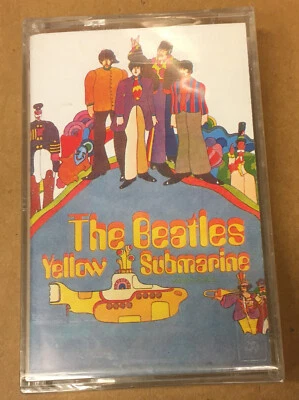 The Beatles
Yellow Submarine